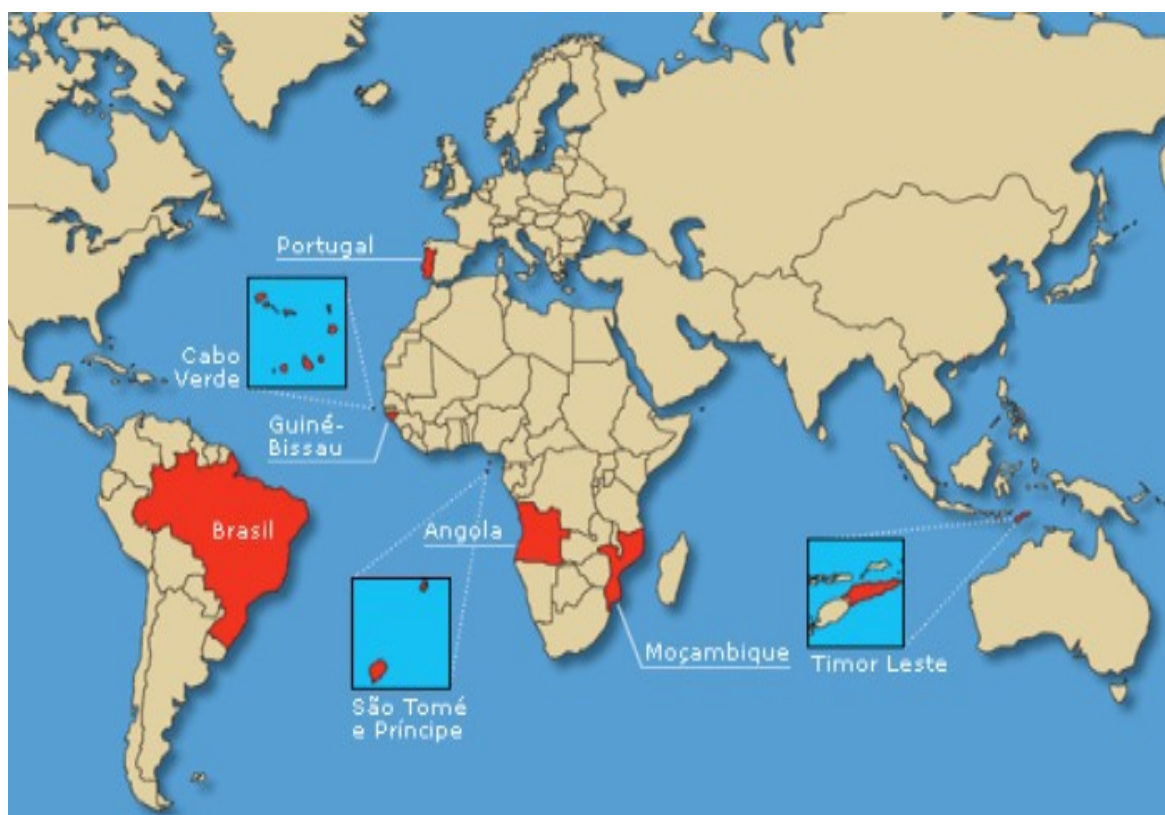 Portugal
Cabo
Verde
Guiné-
Bissau
Brasil
Angola
São Tomé
e Príncipe
Moçambique
Timor Leste